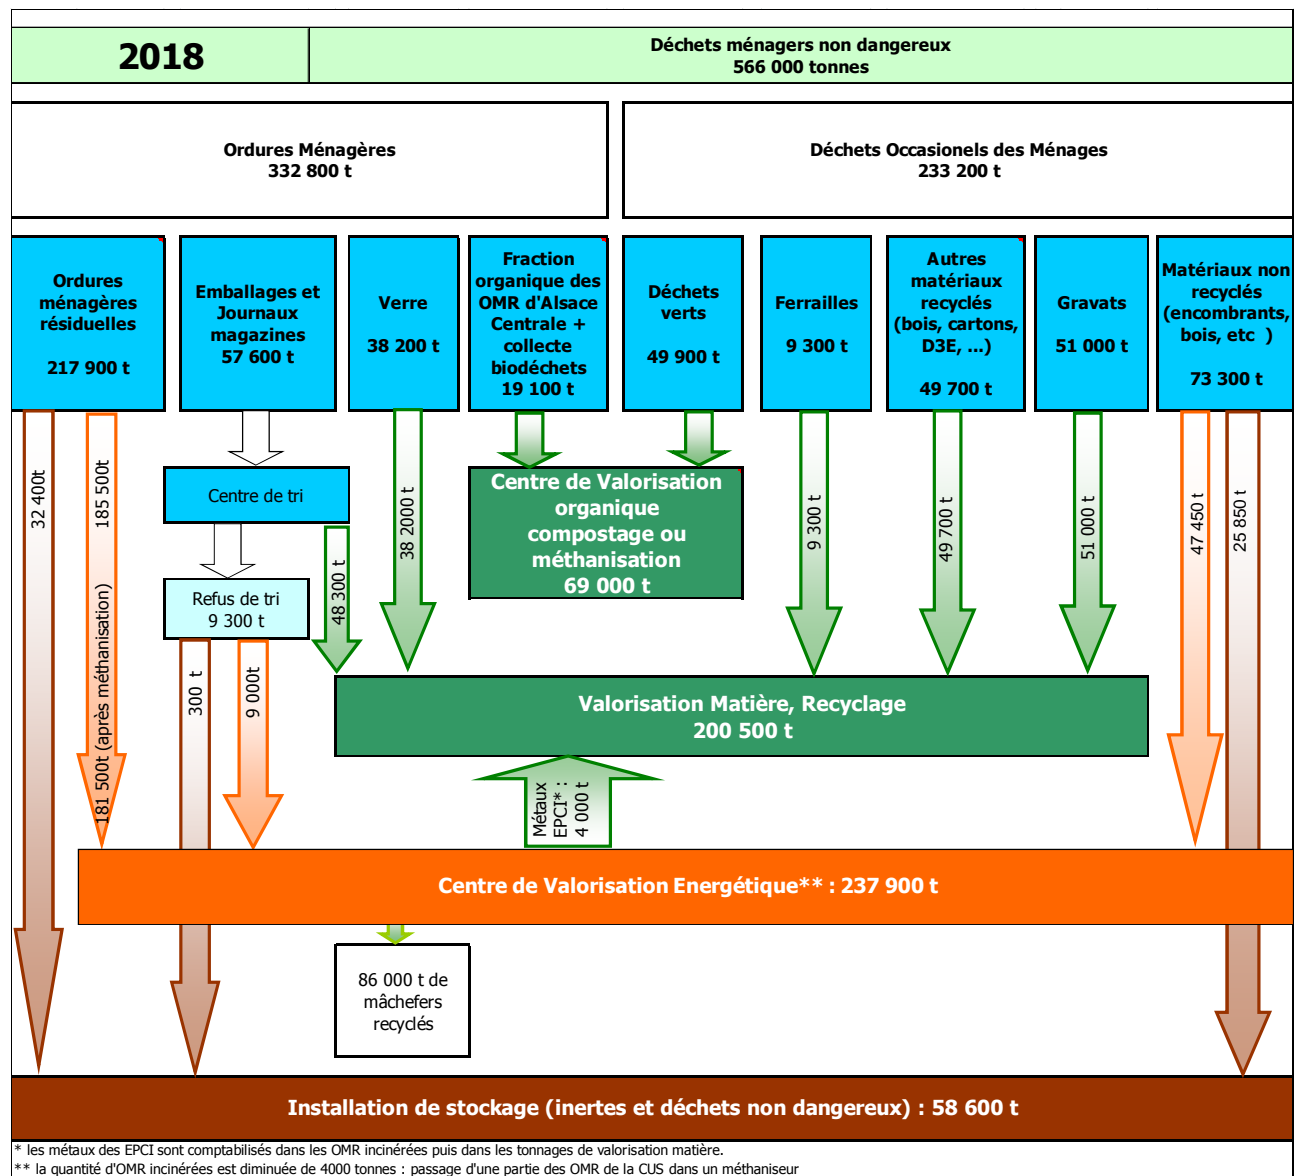 2018
Déchets ménagers non dangereux
566 000 tonnes
Ordures Ménagères
332 800 t
Déchets Occasionels des Ménages
233 200 t
Ordures
ménagères
résiduelles
217 900 t
Emballages et
Journaux
magazines
57 600 t
Verre
38 200 t
Fraction
organique des
OMR d'Alsace
Centrale +
collecte
biodéchets
19 100 t
Déchets
verts
49 900 t
Ferrailles
9 300 t
Autres
matériaux
recyclés
(bois, cartons,
D3E, ...)
49 700 t
Gravats
51 000 t
Matériaux non
recyclés
(encombrants,
bois, etc )
73 300 t
32 400t
185 500t
181 500t (après méthanisation)
Centre de tri
Refus de tri
9 300 t
300 t
9 000t
48 300 t
38 2000 t
Centre de Valorisation
organique
compostage ou
méthanisation
69 000 t
9 300 t
49 700 t
51 000 t
47 450 t
25 850 t
Valorisation Matière, Recyclage
200 500 t
Métaux
EPCI* :
4 000 t
Centre de Valorisation Energétique** : 237 900 t
86 000 t de
mâchefers
recyclés
Installation de stockage (inertes et déchets non dangereux) : 58 600 t
* les métaux des EPCI sont comptabilisés dans les OMR incinérées puis dans les tonnages de valorisation matière.
** la quantité d'OMR incinérées est diminuée de 4000 tonnes : passage d'une partie des OMR de la CUS dans un méthaniseur